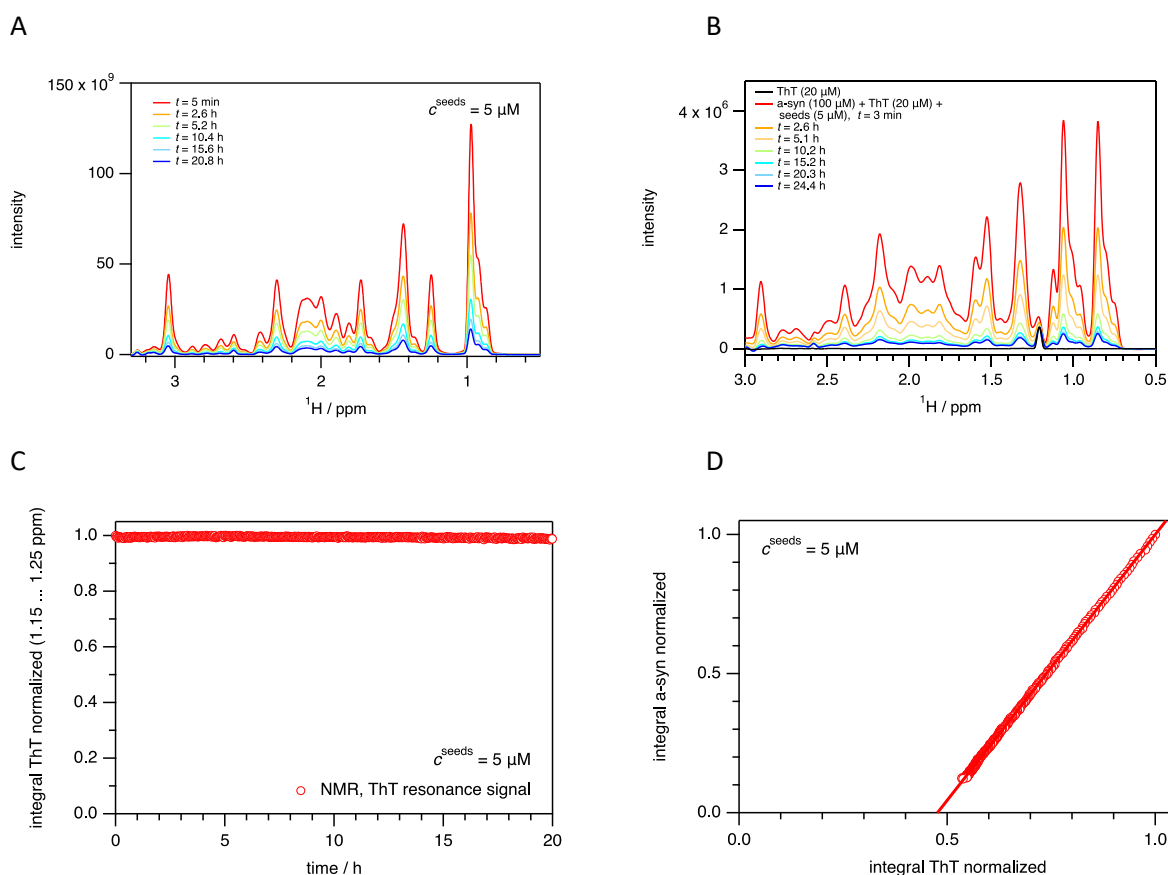 A
150 x 10⁹
100
50
0
intensity
t = 5 min
t = 2.6 h
t = 5.2 h
t = 10.4 h
t = 15.6 h
t = 20.8 h
c^seeds = 5 µM
3
2
1
¹H / ppm
B
4 x 10⁶
3
2
1
0
intensity
ThT (20 µM)
a-syn (100 µM) + ThT (20 µM) +
seeds (5 µM), t = 3 min
t = 2.6 h
t = 5.1 h
t = 10.2 h
t = 15.2 h
t = 20.3 h
t = 24.4 h
3.0 2.5 2.0 1.5 1.0 0.5
¹H / ppm
C
1.0
0.8
0.6
0.4
0.2
0.0
integral ThT normalized (1.15 ... 1.25 ppm)
c^seeds = 5 µM
NMR, ThT resonance signal
0 5 10 15 20
time / h
D
1.0
0.5
0.0
integral a-syn normalized
c^seeds = 5 µM
0.0 0.5 1.0
integral ThT normalized